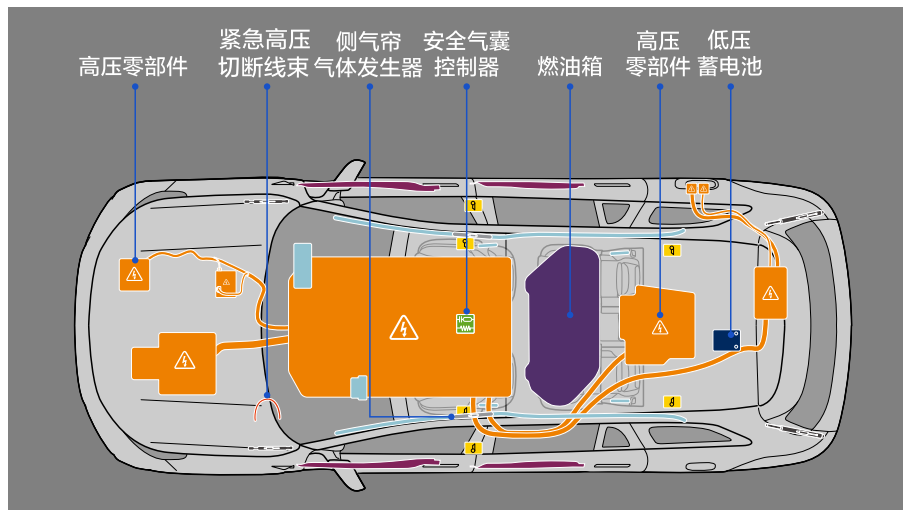 高压零部件
紧急高压
切断线束
侧气帘
气体发生器
安全气囊
控制器
燃油箱
高压
零部件
低压
蓄电池